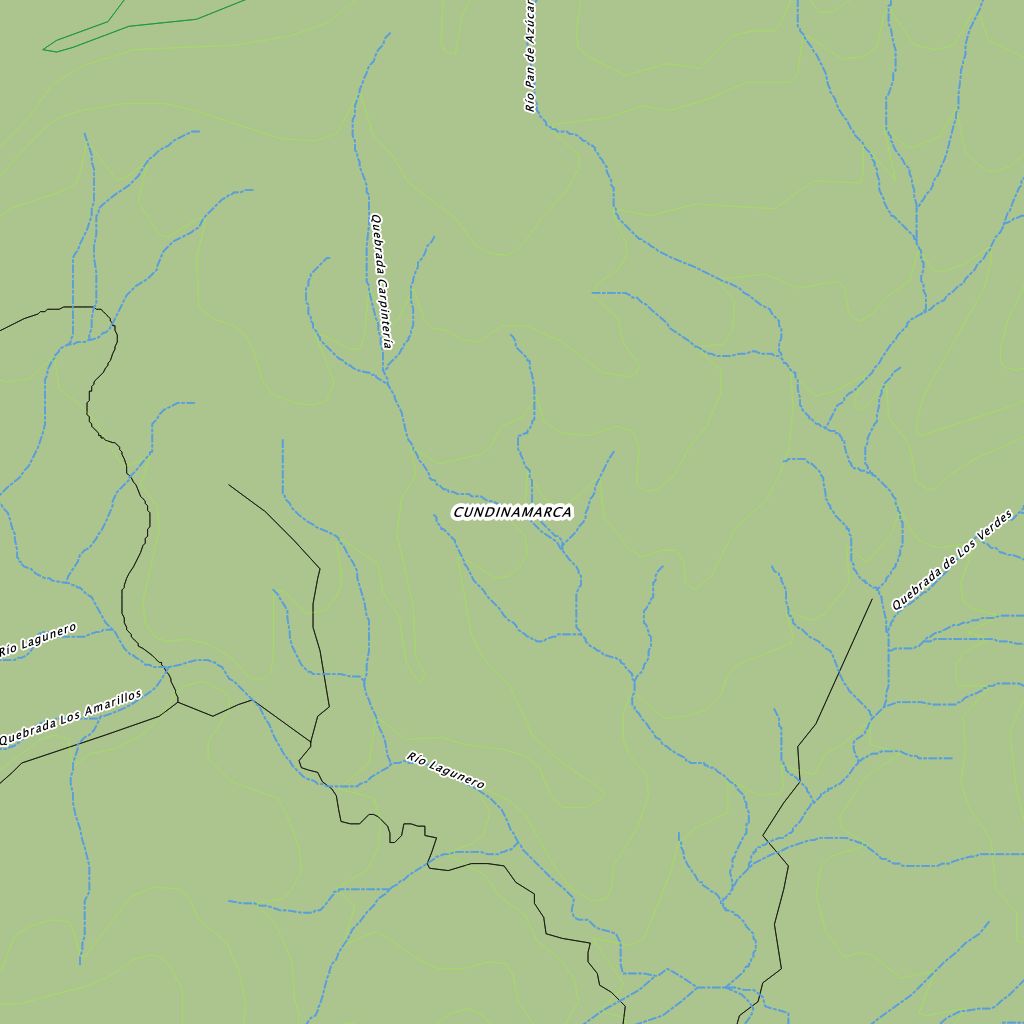 Río Pan de Azúcar
Quebrada Carpintería
CUNDINAMARCA
Quebrada de Los Verdes
Río Lagunero
Quebrada Los Amarillos
Río Lagunero